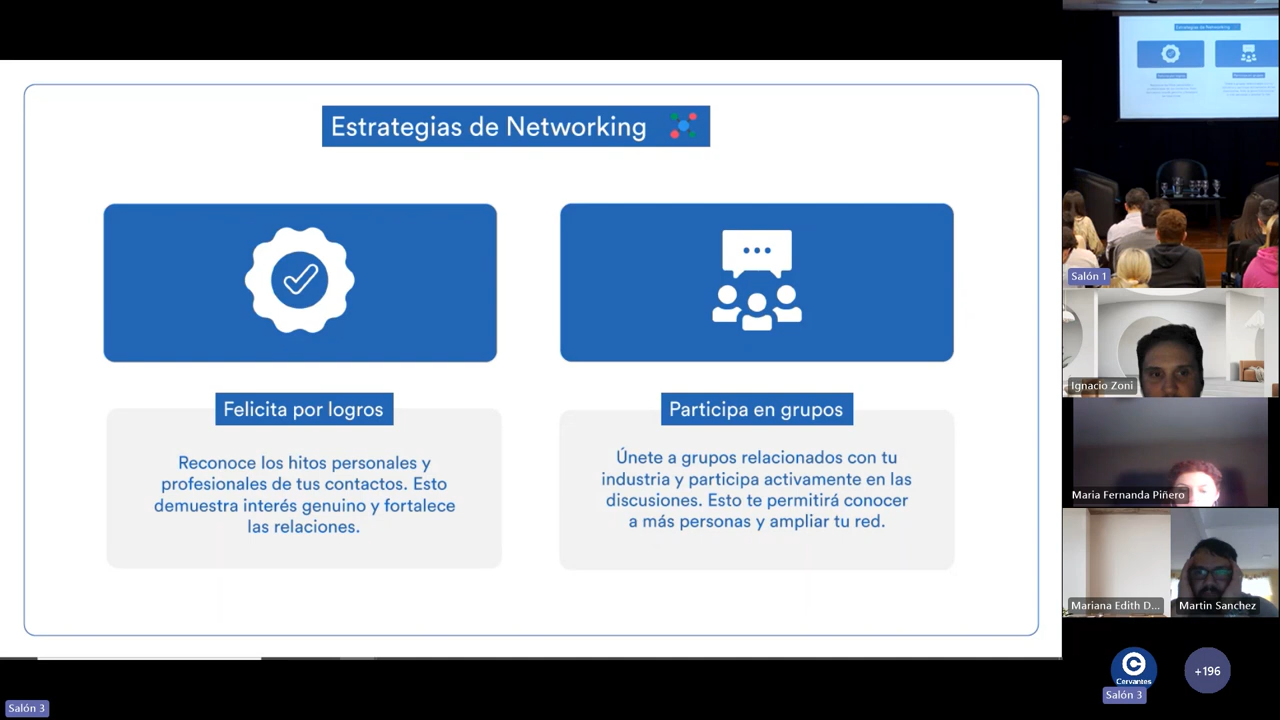 Estrategias de Networking
Felicita por logros
Reconoce los hitos personales y
profesionales de tus contactos. Esto
demuestra interés genuino y fortalece
las relaciones.
Participa en grupos
Únete a grupos relacionados con tu
industria y participa activamente en las
discusiones. Esto te permitirá conocer
a más personas y ampliar tu red.
Estrategias de Networking
Salón 1
Ignacio Zoni
Maria Fernanda Piñero
Mariana Edith D...
Martin Sanchez
Cervantes
Salón 3
+196
Salón 3